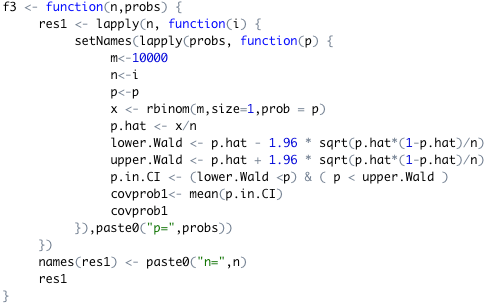 f3 <- function(n,probs) {
    res1 <- lapply(n, function(i) {
        setNames(lapply(probs, function(p) {
            m<-10000
            n<-i
            p<-p
            x <- rbinom(m,size=1,prob = p)
            p.hat <- x/n
            lower.Wald <- p.hat - 1.96 * sqrt(p.hat*(1-p.hat)/n)
            upper.Wald <- p.hat + 1.96 * sqrt(p.hat*(1-p.hat)/n)
            p.in.CI <- (lower.Wald <p) & ( p < upper.Wald )
            covprob1<- mean(p.in.CI)
            covprob1
        }),paste0("p=",probs))
    })
    names(res1) <- paste0("n=",n)
    res1
}